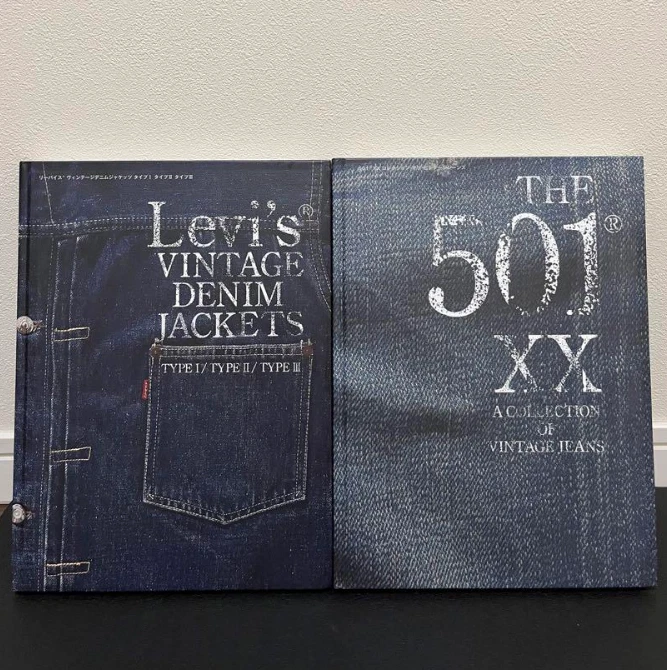 リーバイス® ヴィンテージデニムジャケッツ タイプI タイプII タイプIII
Levi's®
VINTAGE
DENIM
JACKETS
TYPE I / TYPE II / TYPE III
THE
501®
XX
A COLLECTION
OF
VINTAGE JEANS